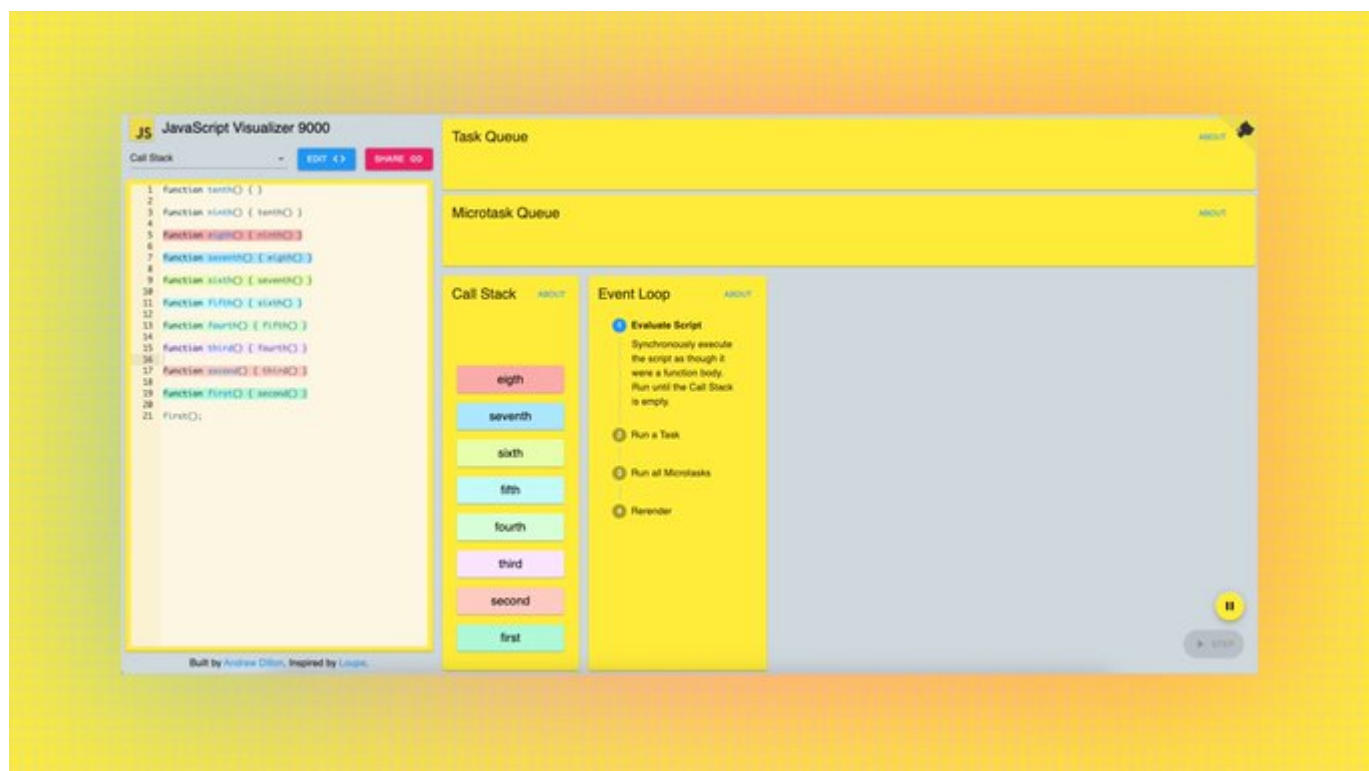 JS JavaScript Visualizer 9000
Call Stack
EDIT < >
SHARE
1 function tenth() { }
2
3 function ninth() { tenth() }
4
5 function eigth() { ninth() }
6
7 function seventh() { eigth() }
8
9 function sixth() { seventh() }
10
11 function fifth() { sixth() }
12
13 function fourth() { fifth() }
14
15 function third() { fourth() }
16
17 function second() { third() }
18
19 function first() { second() }
20
21 first();
Built by Andrew Dillon, Inspired by Loupe.
Task Queue
ABOUT
Microtask Queue
ABOUT
Call Stack ABOUT
eigth
seventh
sixth
fifth
fourth
third
second
first
Event Loop ABOUT
1 Evaluate Script
Synchronously execute
the script as though it
were a function body.
Run until the Call Stack
is empty.
2 Run a Task
3 Run all Microtasks
4 Rerender
STEP